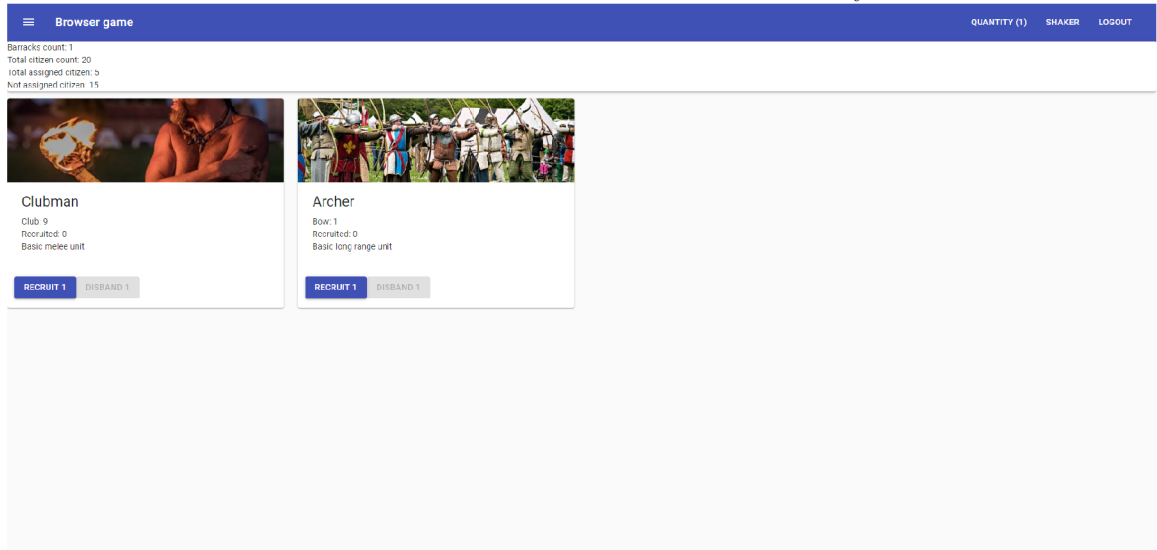 Browser game
QUANTITY (1)
SHAKER
LOGOUT
Barracks count: 1
Total citizen count: 20
Total assigned citizen: 5
Not assigned citizen: 15
Clubman
Club: 9
Recruited: 0
Basic melee unit
RECRUIT 1
DISBAND 1
Archer
Bow: 1
Recruited: 0
Basic long range unit
RECRUIT 1
DISBAND 1